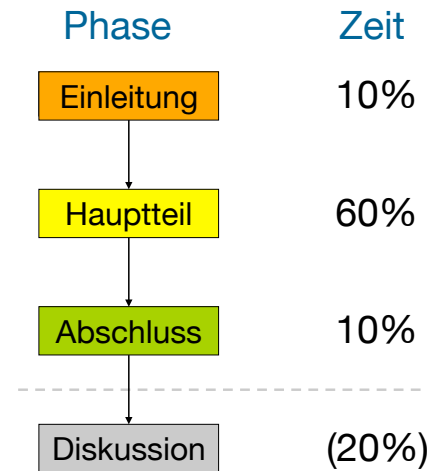 Phase Zeit
Einleitung 10%
Hauptteil 60%
Abschluss 10%
Diskussion (20%)